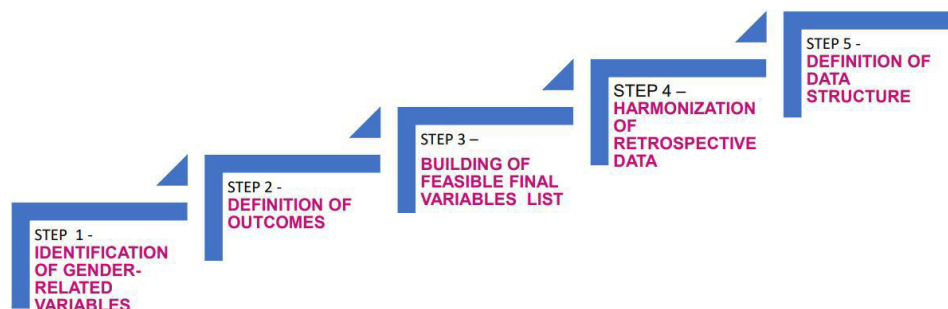 STEP 1 -
IDENTIFICATION
OF GENDER-
RELATED
VARIABLES
STEP 2 -
DEFINITION OF
OUTCOMES
STEP 3 –
BUILDING OF
FEASIBLE FINAL
VARIABLES LIST
STEP 4 –
HARMONIZATION
OF
RETROSPECTIVE
DATA
STEP 5 -
DEFINITION OF
DATA
STRUCTURE